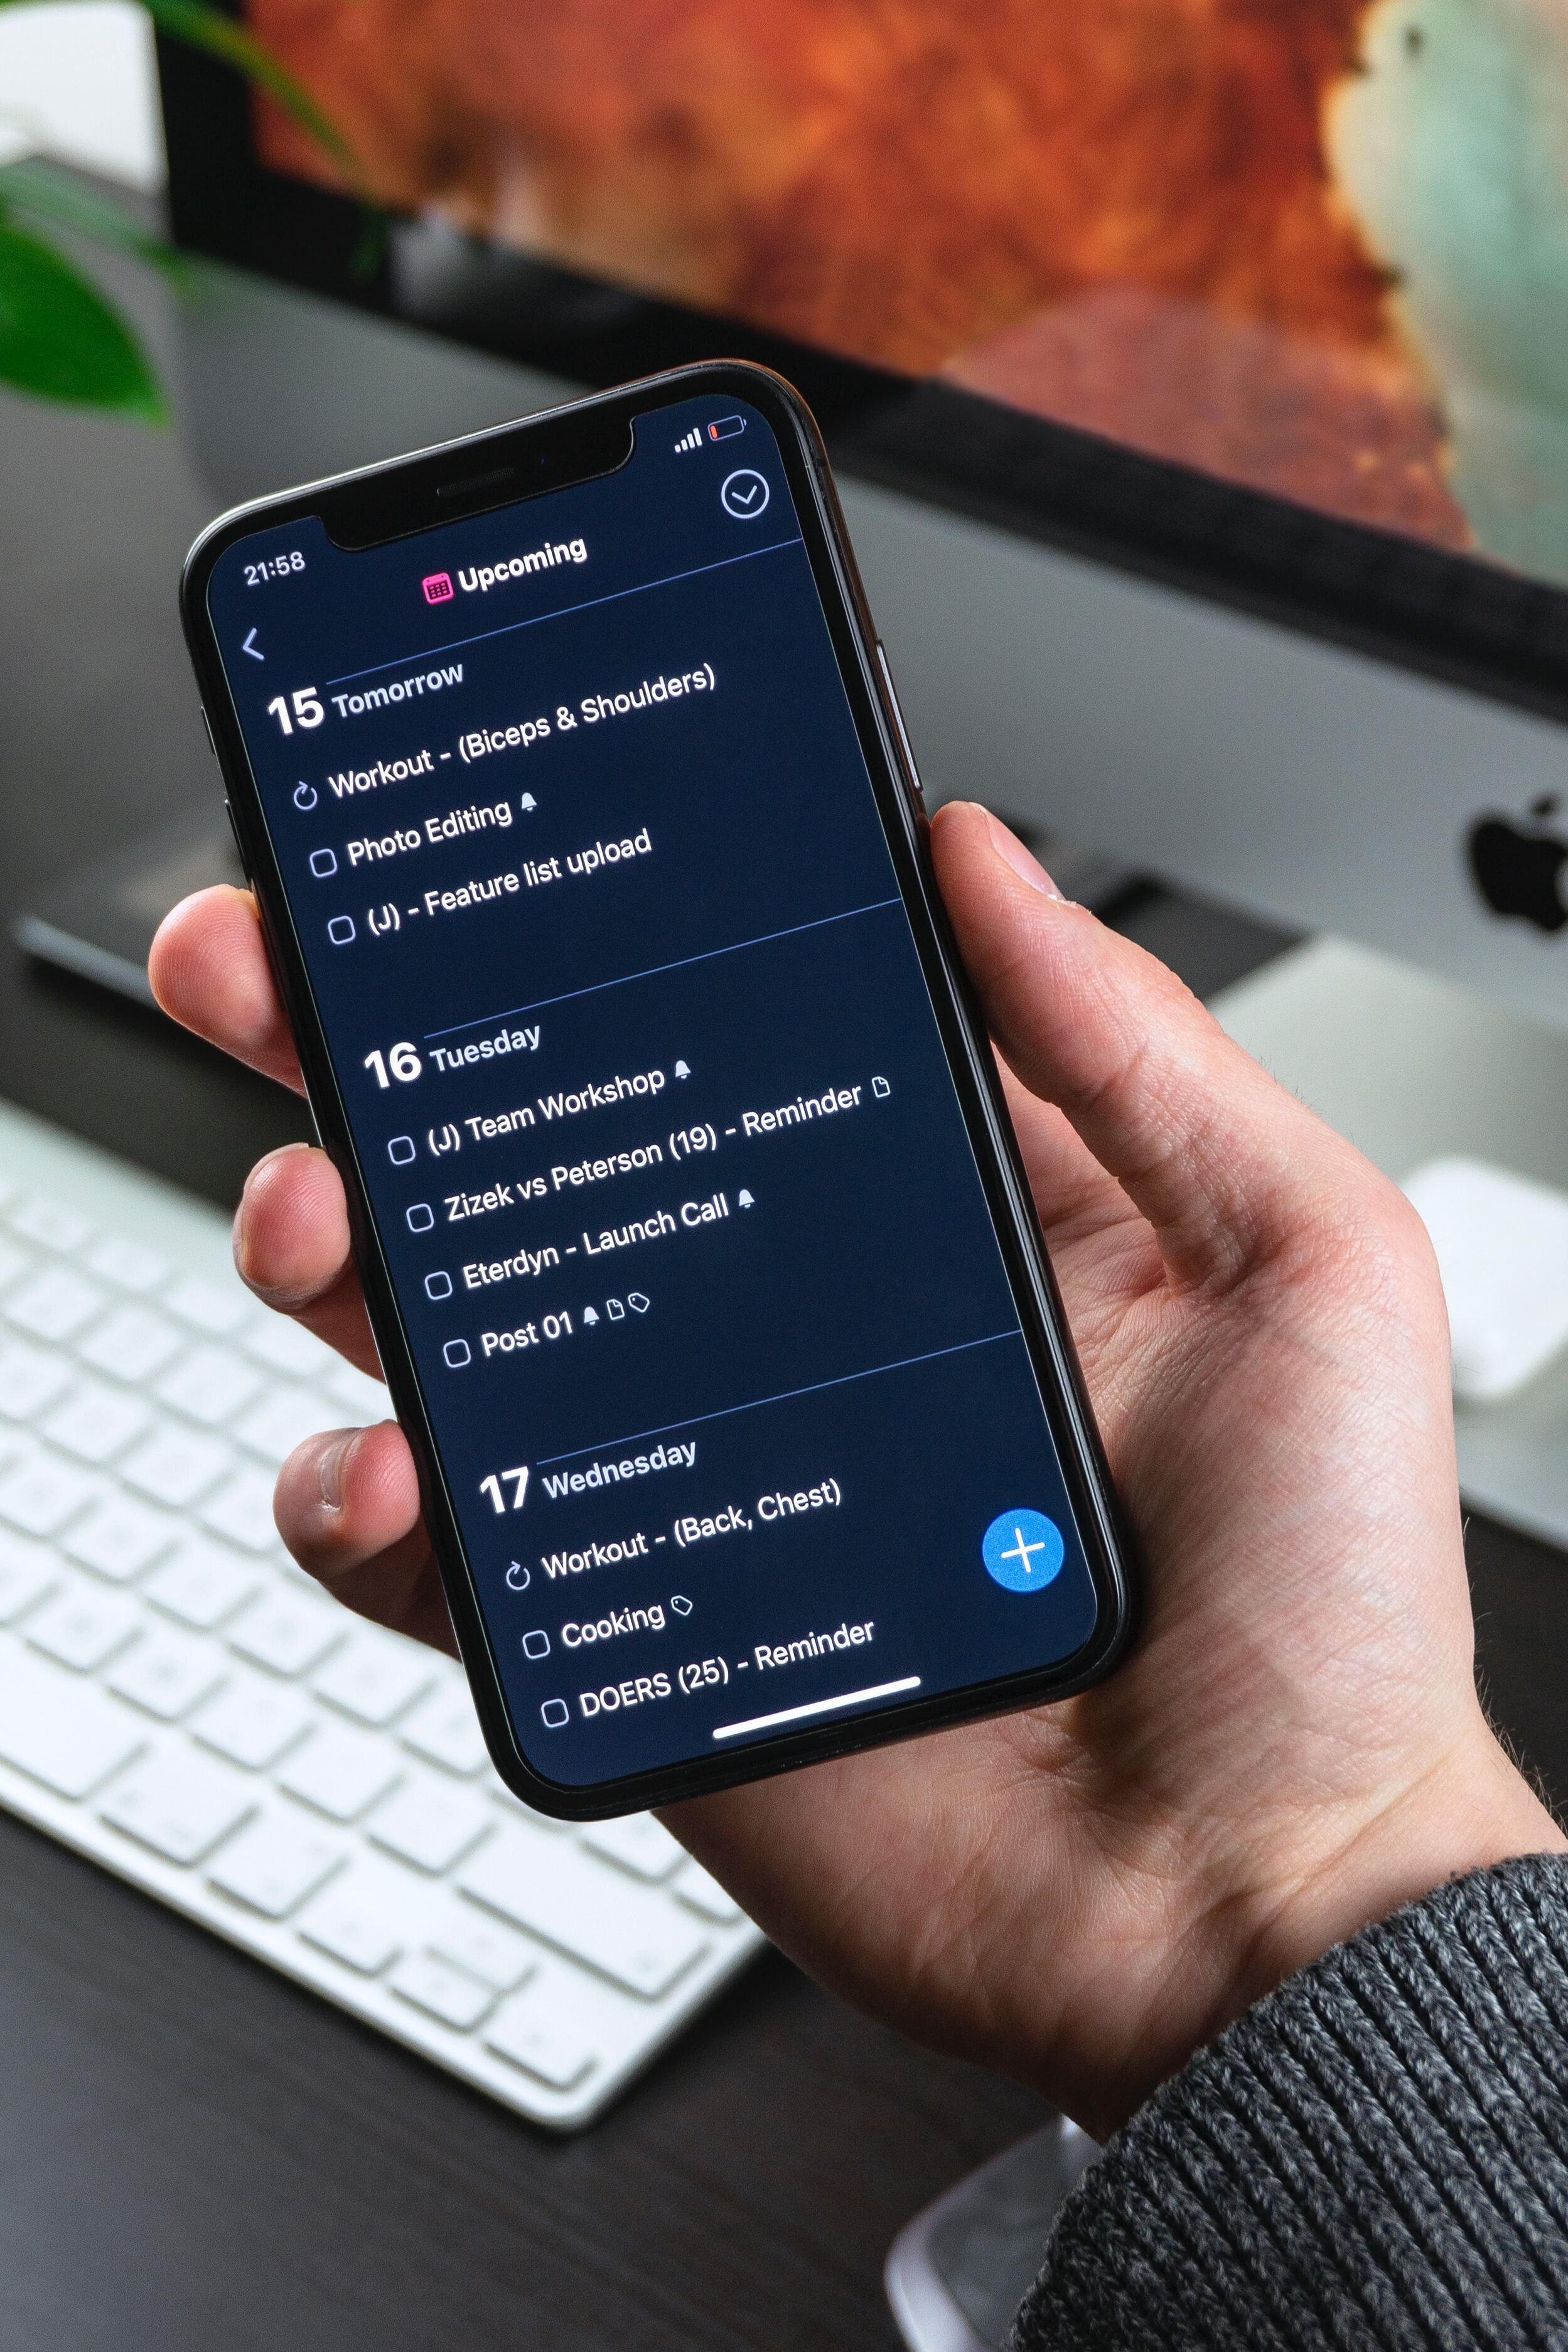 21:58
Upcoming
15 Tomorrow
Workout - (Biceps & Shoulders)
Photo Editing
(J) - Feature list upload
16 Tuesday
(J) Team Workshop
Zizek vs Peterson (19) - Reminder
Eterdyn - Launch Call
Post 01
17 Wednesday
Workout - (Back, Chest)
Cooking
DOERS (25) - Reminder